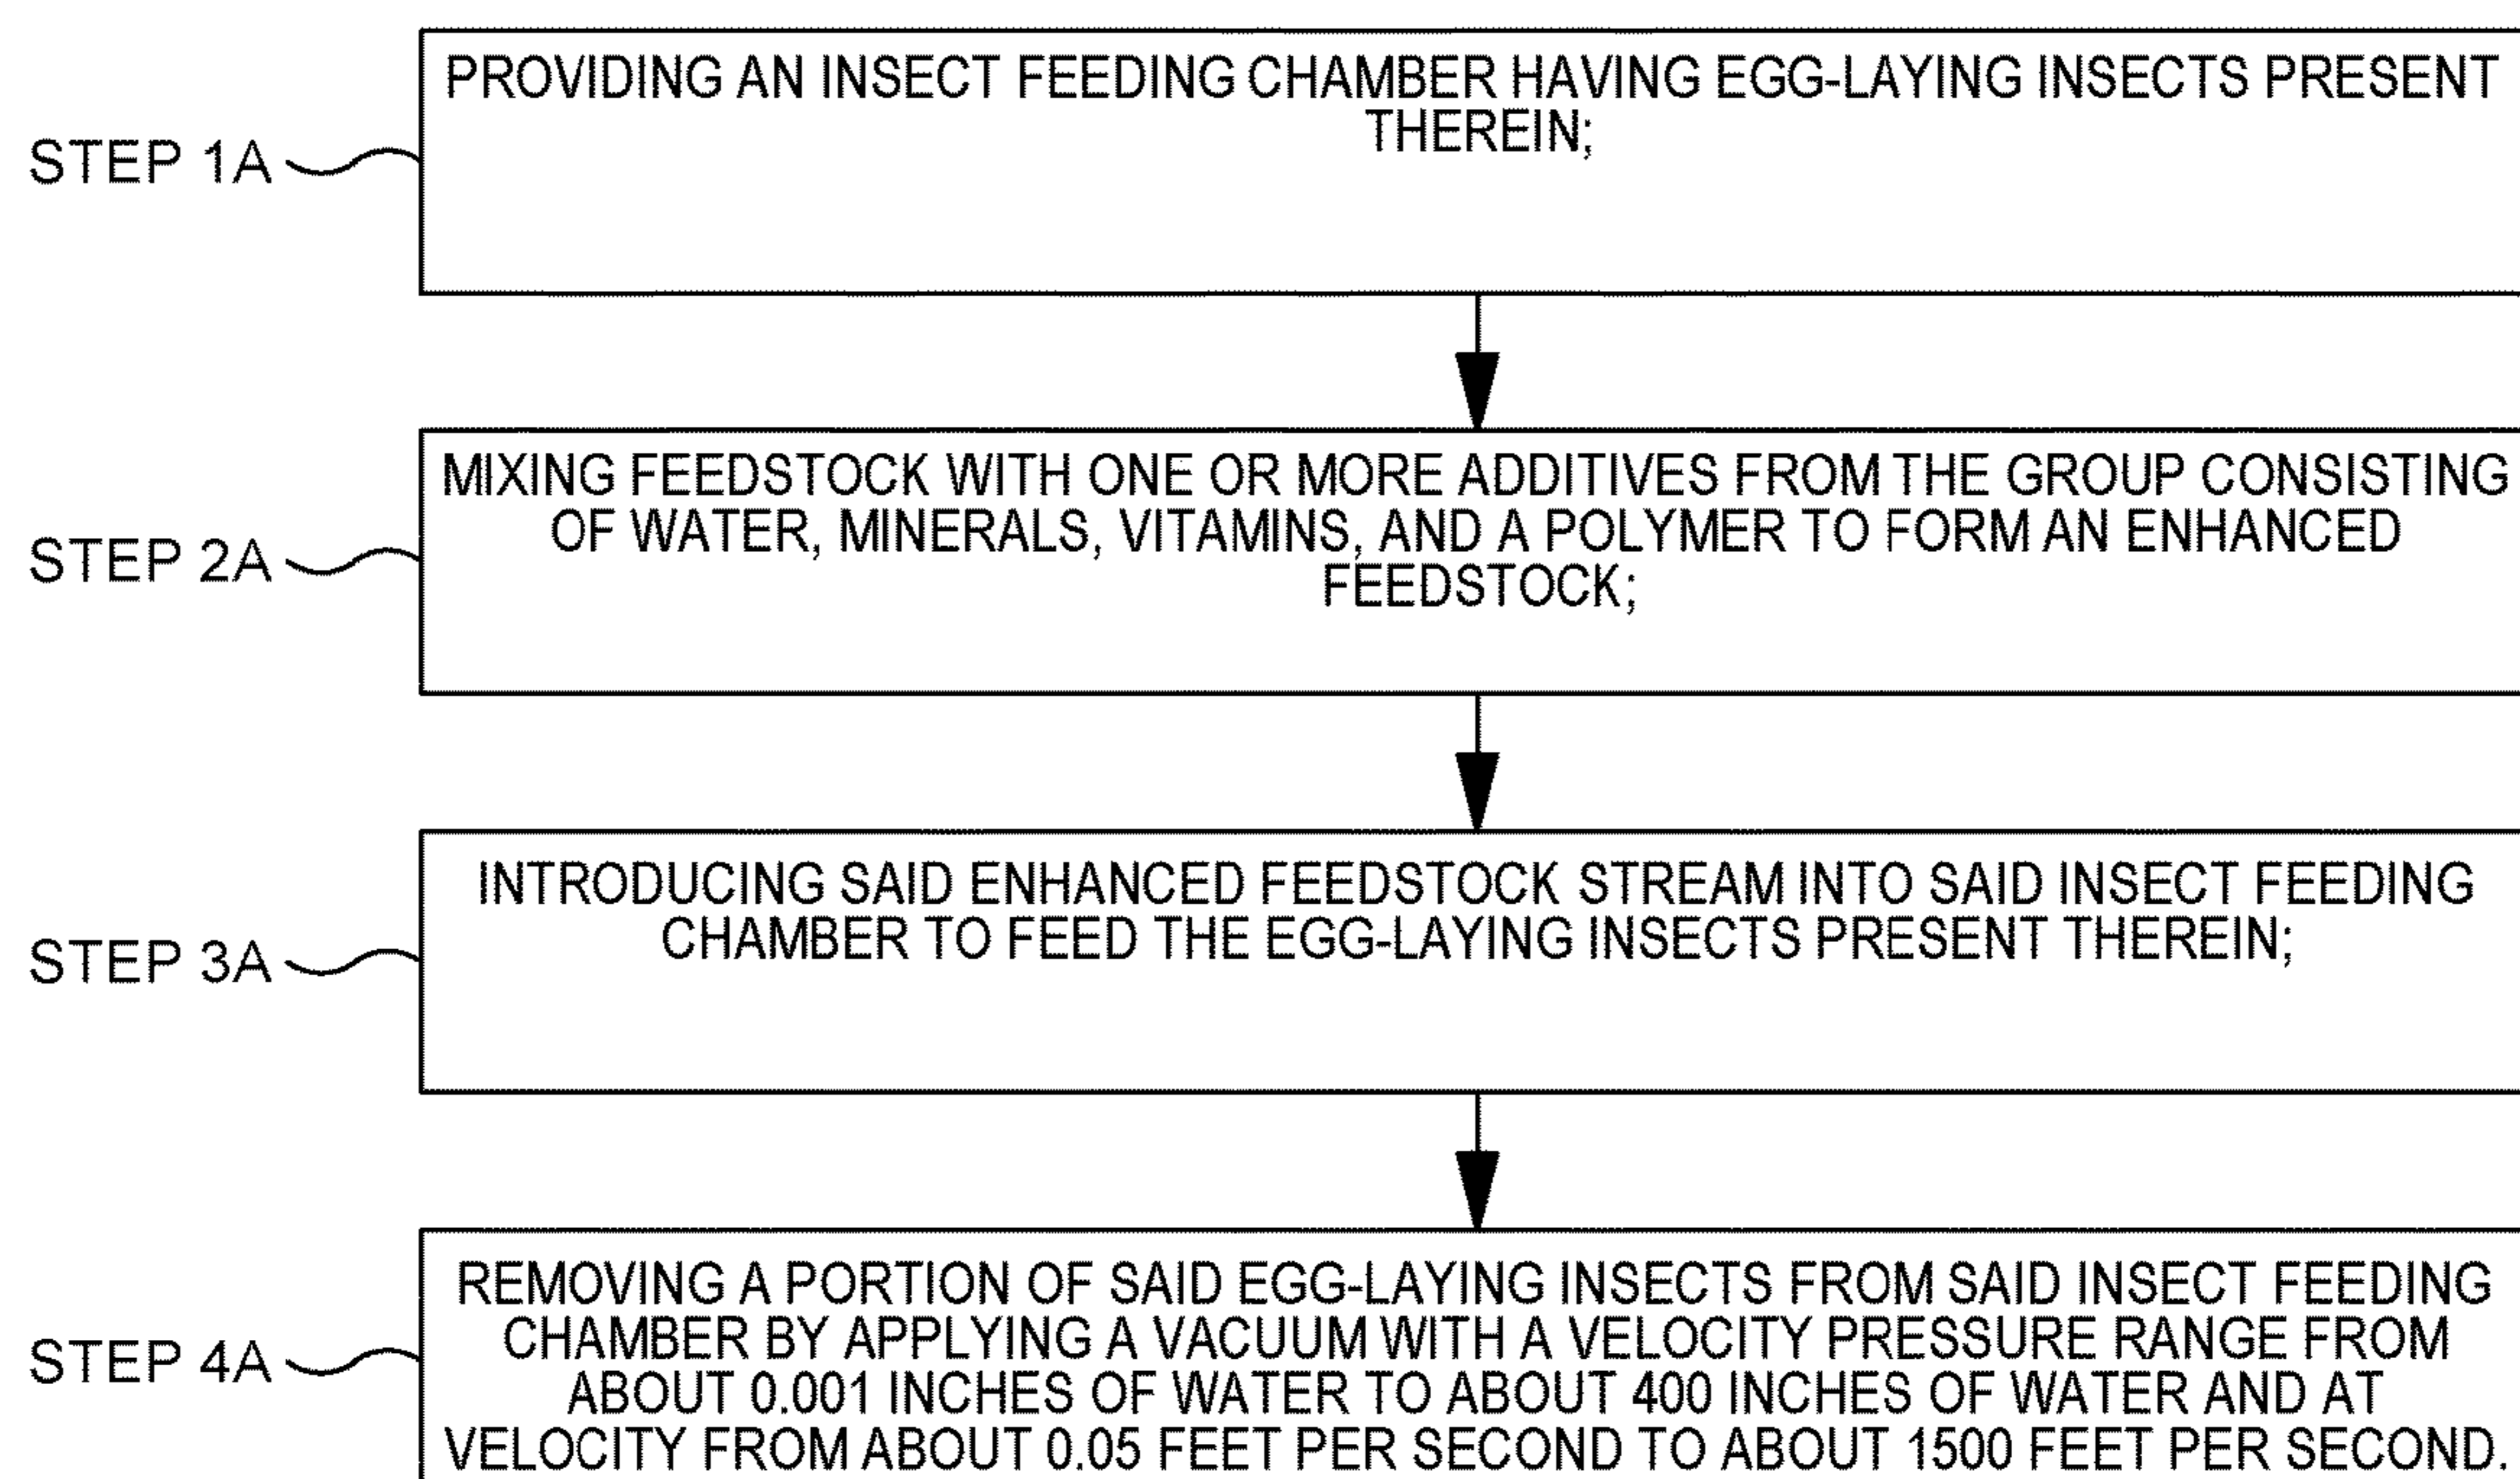 PROVIDING AN INSECT FEEDING CHAMBER HAVING EGG-LAYING INSECTS PRESENT
THEREIN;
STEP 1A
MIXING FEEDSTOCK WITH ONE OR MORE ADDITIVES FROM THE GROUP CONSISTING
OF WATER, MINERALS, VITAMINS, AND A POLYMER TO FORM AN ENHANCED
FEEDSTOCK;
STEP 2A
INTRODUCING SAID ENHANCED FEEDSTOCK STREAM INTO SAID INSECT FEEDING
CHAMBER TO FEED THE EGG-LAYING INSECTS PRESENT THEREIN;
STEP 3A
REMOVING A PORTION OF SAID EGG-LAYING INSECTS FROM SAID INSECT FEEDING
CHAMBER BY APPLYING A VACUUM WITH A VELOCITY PRESSURE RANGE FROM
ABOUT 0.001 INCHES OF WATER TO ABOUT 400 INCHES OF WATER AND AT
VELOCITY FROM ABOUT 0.05 FEET PER SECOND TO ABOUT 1500 FEET PER SECOND.
STEP 4A